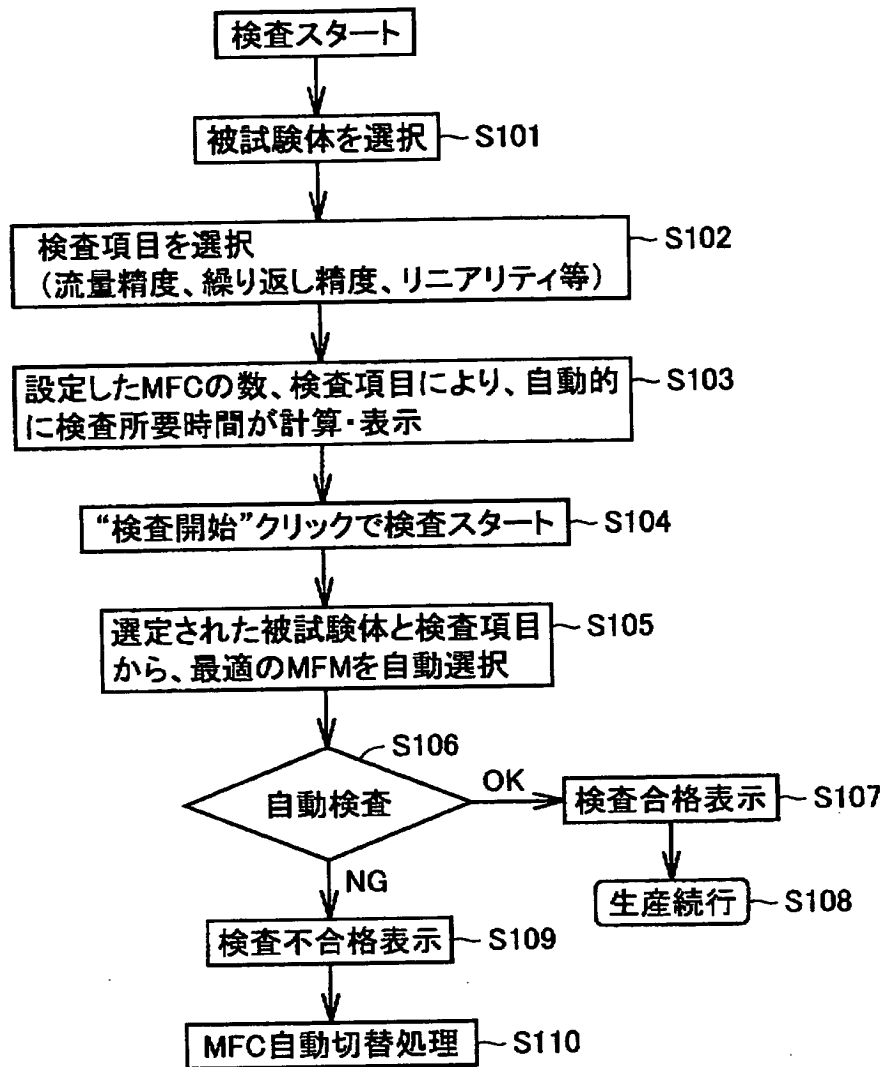 検査スタート
被試験体を選択 S101
検査項目を選択 S102
(流量精度、繰り返し精度、リニアリティ等)
設定したMFCの数、検査項目により、自動的 S103
に検査所要時間が計算・表示
“検査開始”クリックで検査スタート S104
選定された被試験体と検査項目 S105
から、最適のMFMを自動選択
S106
自動検査 OK 検査合格表示 S107
NG 生産続行 S108
検査不合格表示 S109
MFC自動切替処理 S110